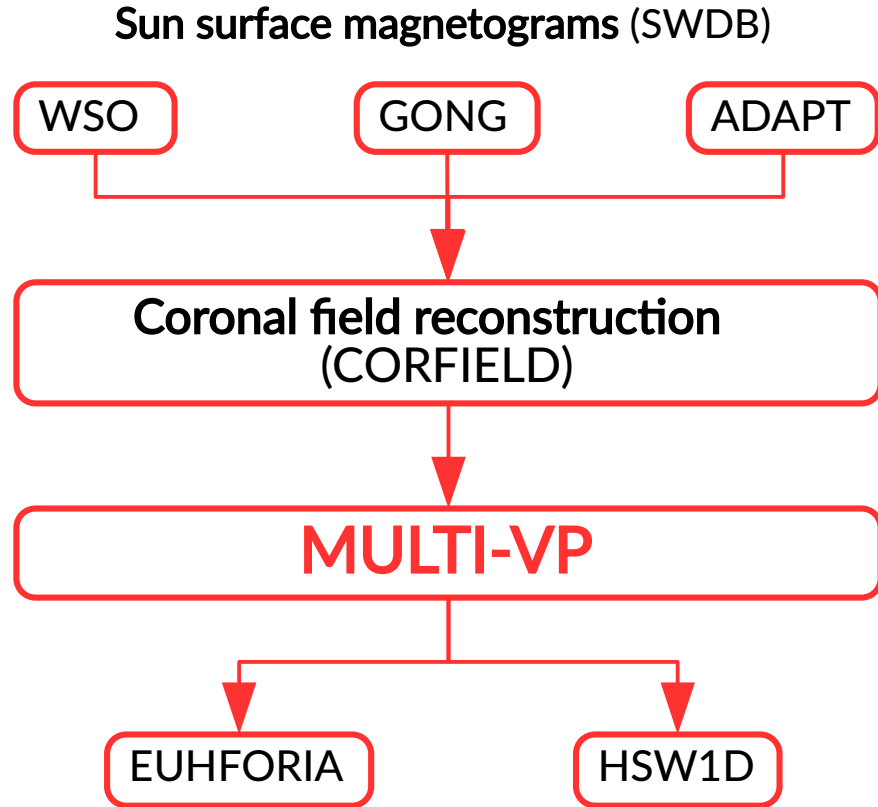 Sun surface magnetograms (SWDB)
WSO
GONG
ADAPT
Coronal field reconstruction
(CORFIELD)
MULTI-VP
EUHFORIA
HSW1D